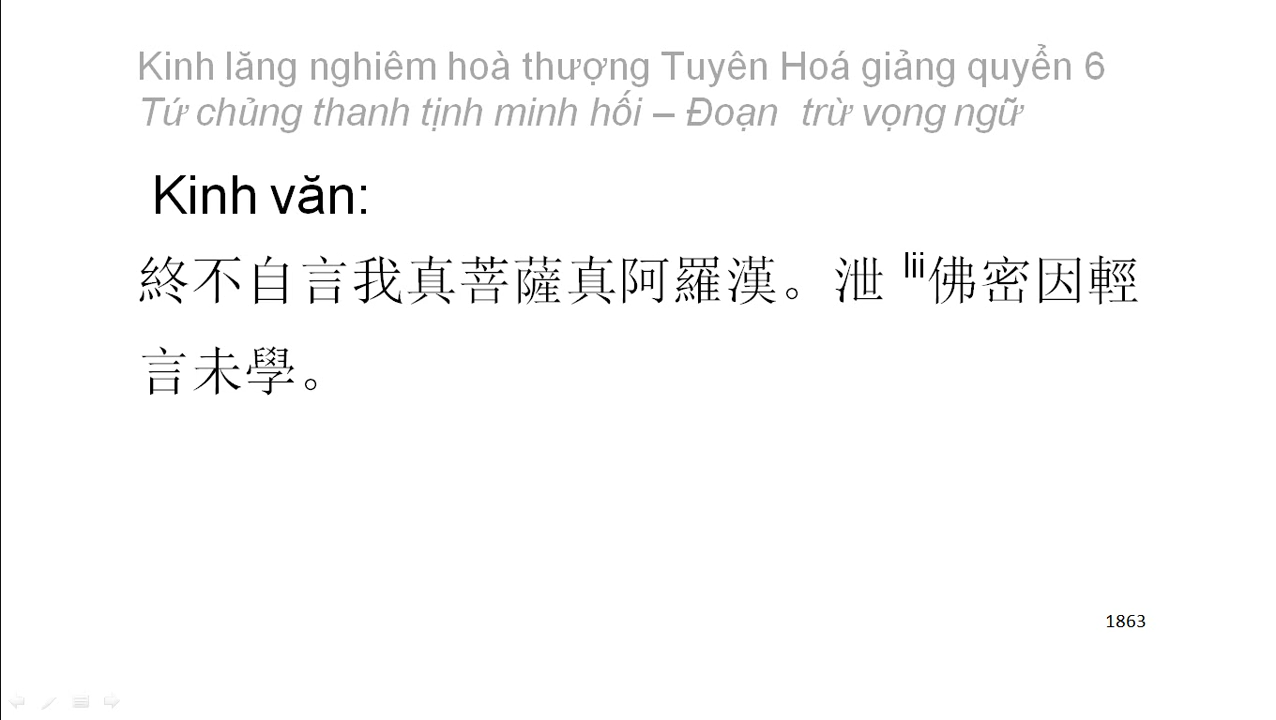 Kinh lăng nghiêm hoà thượng Tuyên Hoá giảng quyển 6
Tứ chủng thanh tịnh minh hối – Đoạn trừ vọng ngữ
Kinh văn:
終不自言我真菩薩真阿羅漢。泄 lii佛密因輕
言未學。
1863